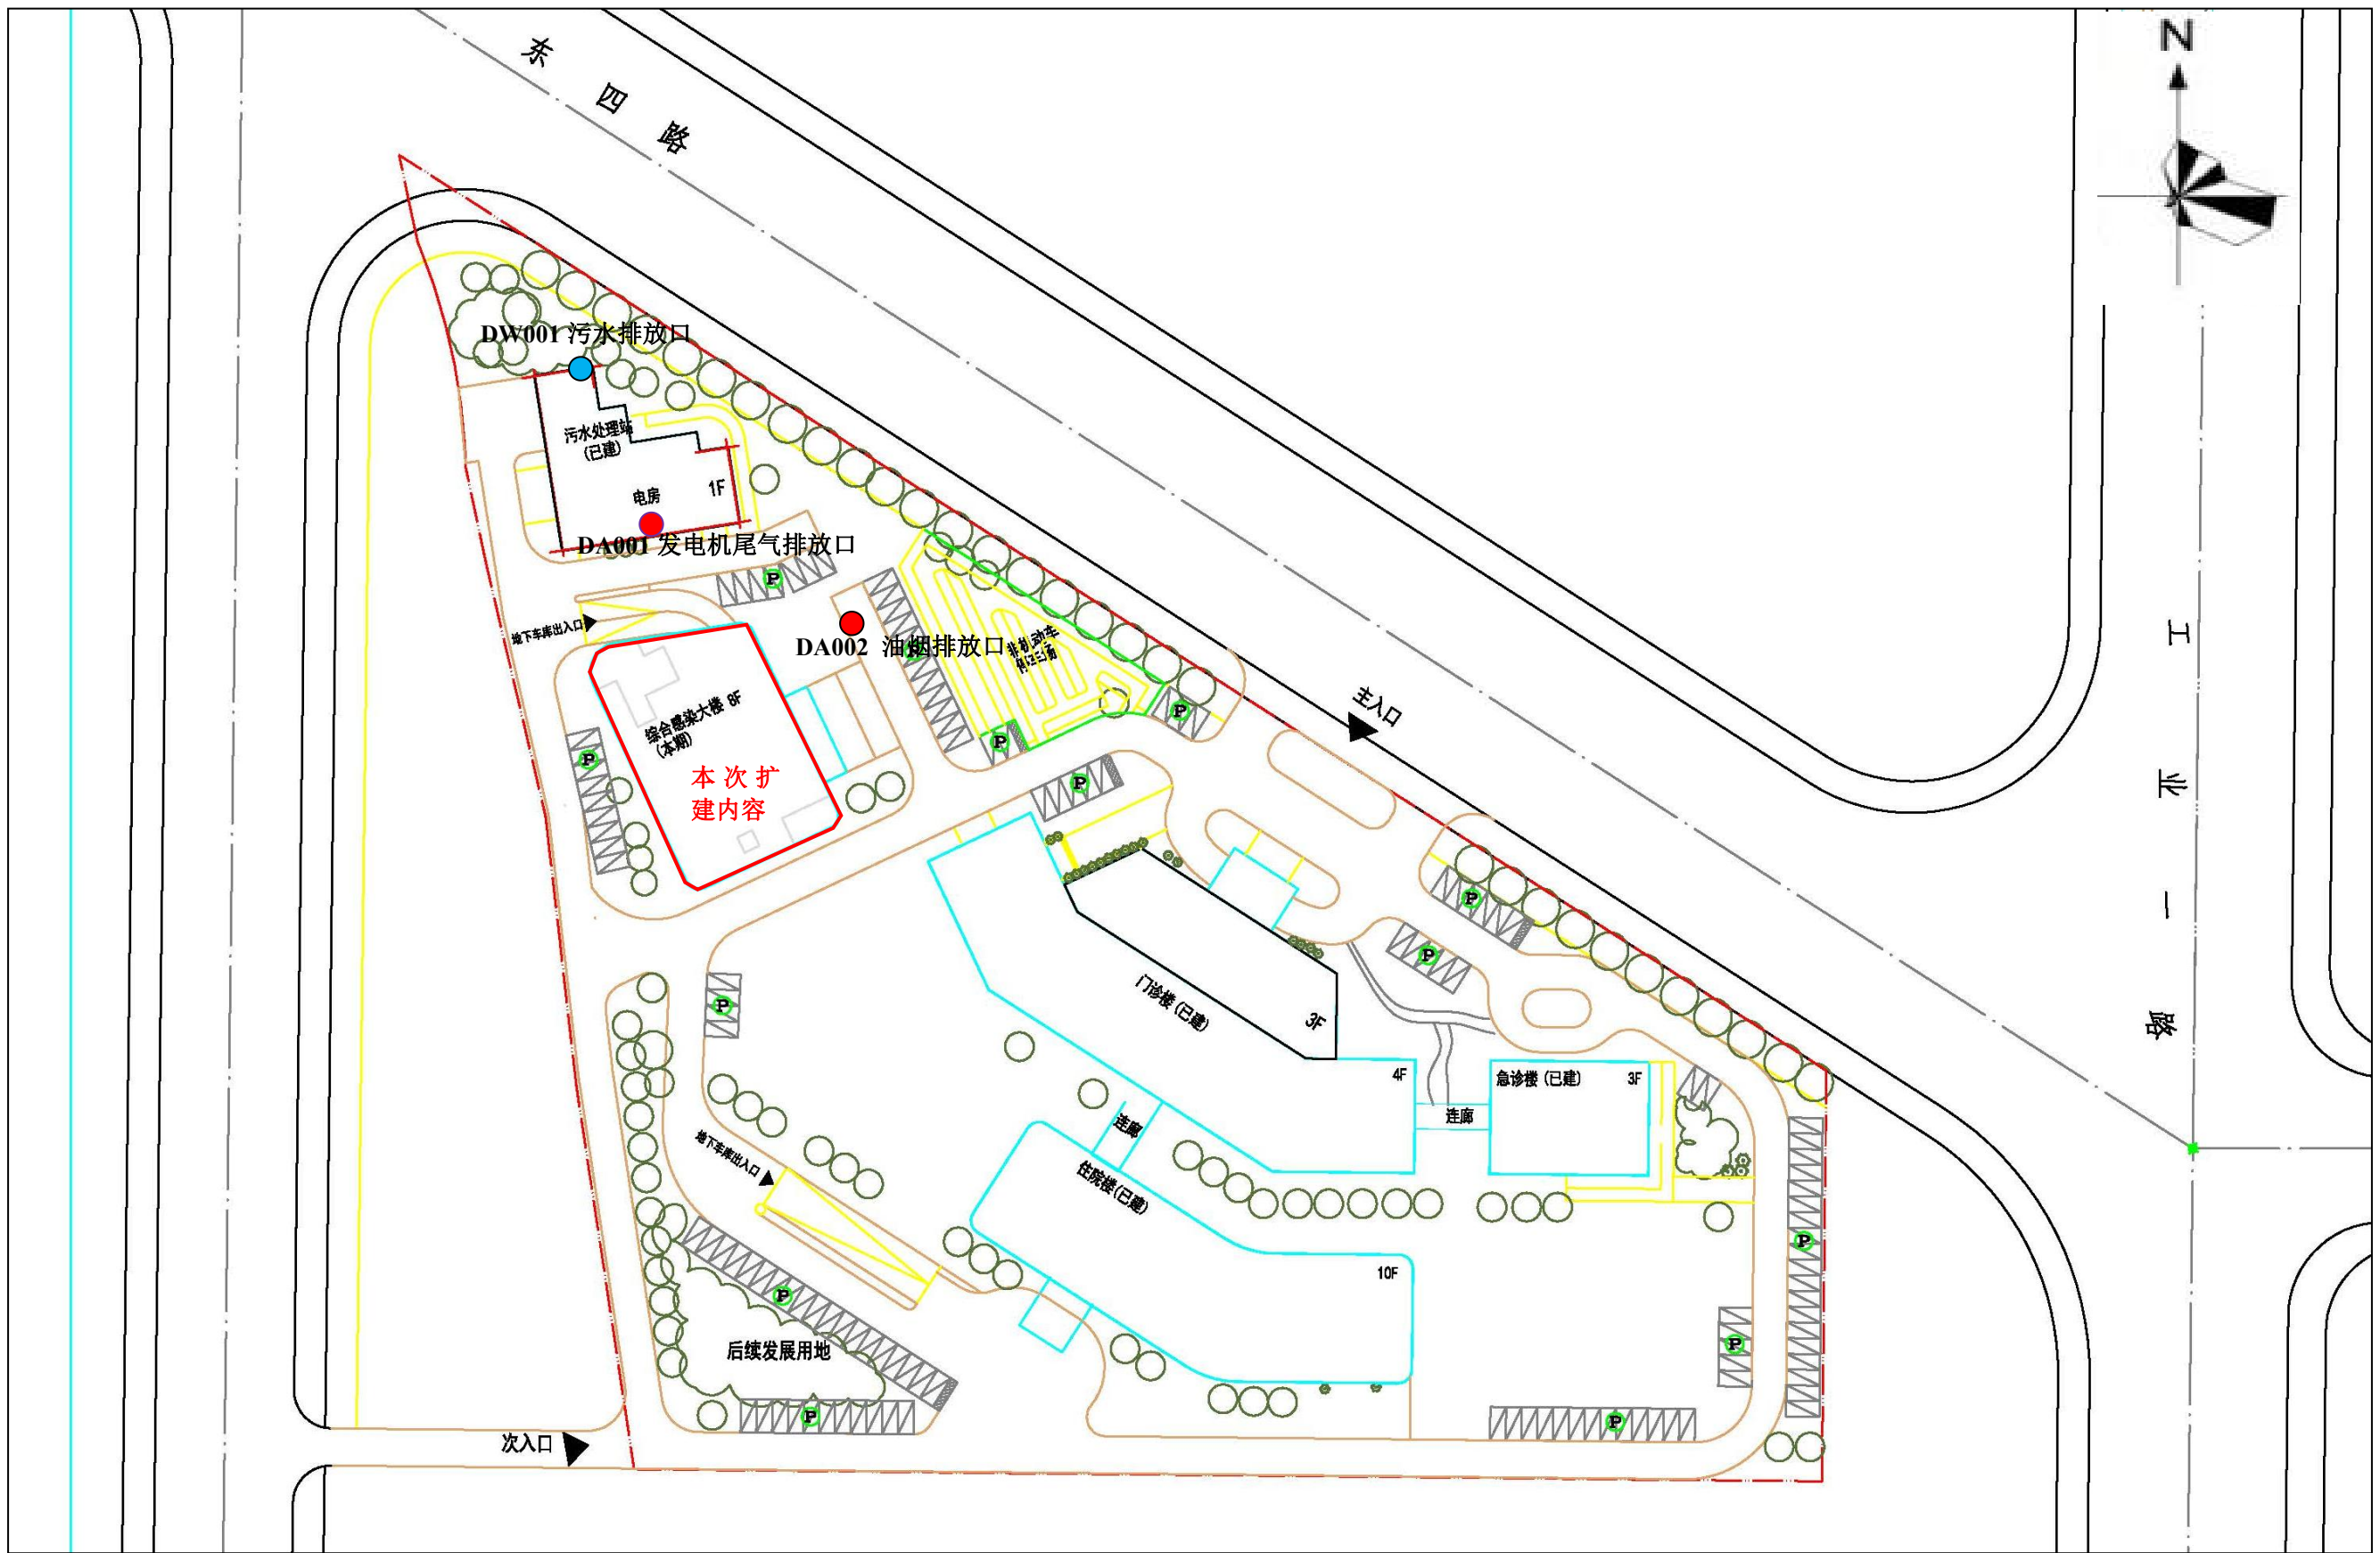 东四路
N
DW001 污水排放口
污水处理站
(已建)
电房
1F
DA001 发电机尾气排放口
P
地下车库出入口
DA002 油烟排放口
非机动车
P
工业一路
综合感染大楼 8F
(本期)
主入口
P
P
P
本次扩
建内容
P
P
P
门诊楼(已建)
3F
P
4F
急诊楼(已建)
3F
连廊
连廊
地下车库出入口
住院楼(已建)
P
10F
P
P
后续发展用地
P
P
次入口